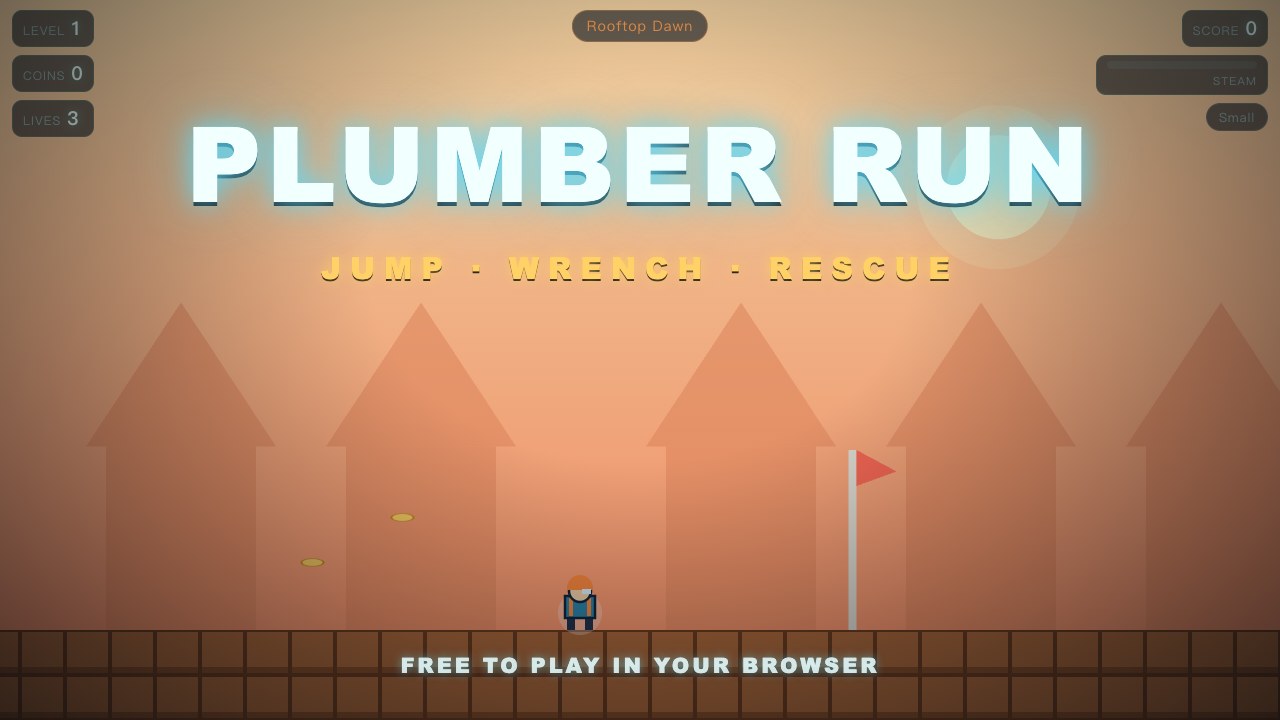 LEVEL 1
Rooftop Dawn
SCORE 0
COINS 0
STEAM
LIVES 3
Small
PLUMBER RUN
JUMP · WRENCH · RESCUE
FREE TO PLAY IN YOUR BROWSER